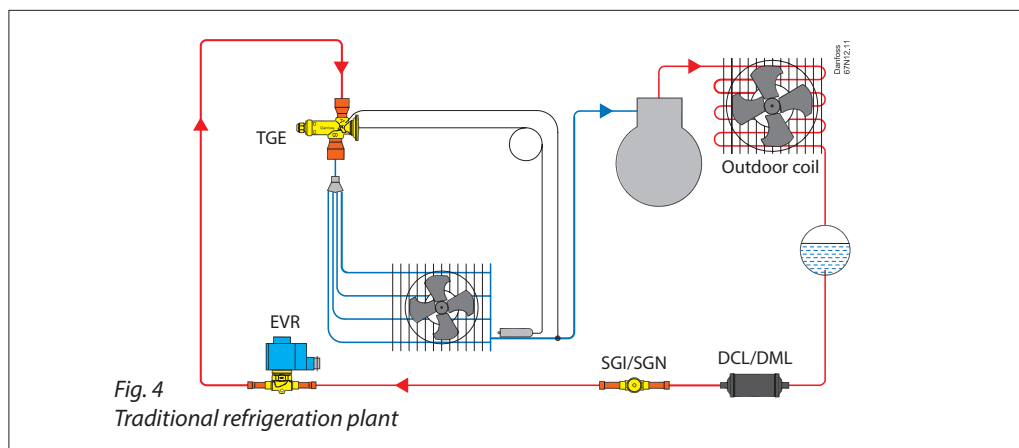 Danfoss
67N12.11
TGE
Outdoor coil
EVR
SGI/SGN
DCL/DML
Fig. 4
Traditional refrigeration plant